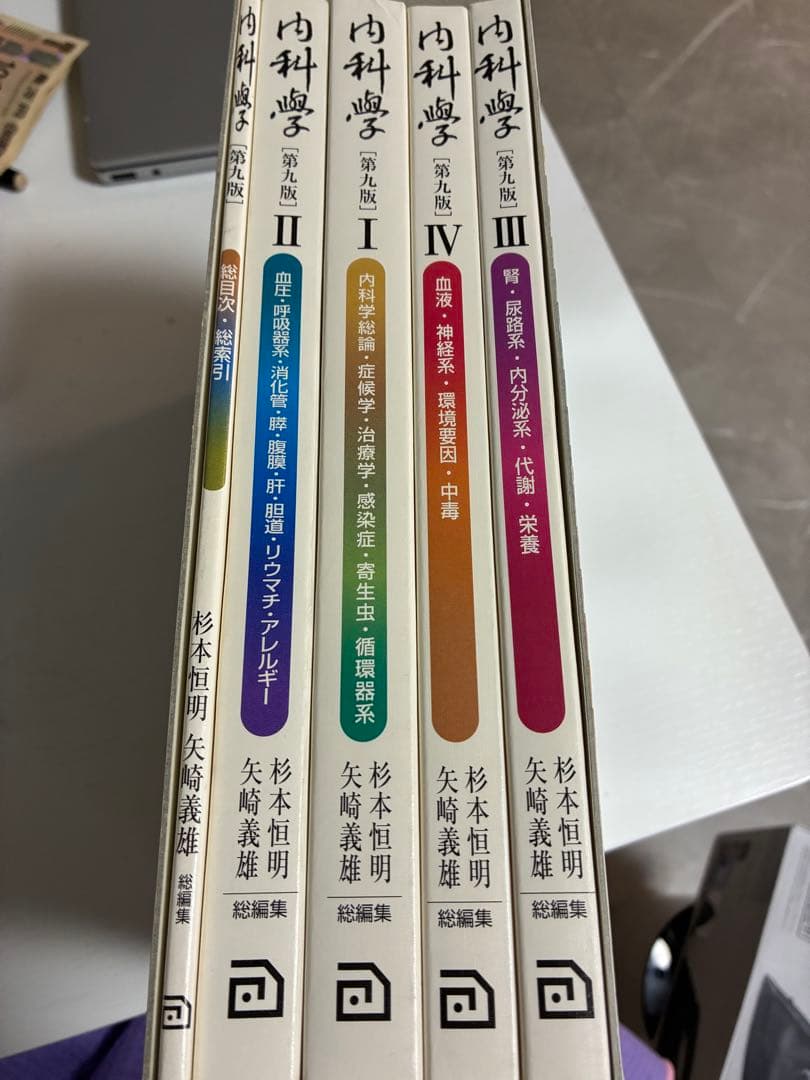 内科學
[第九版]
総目次・総索引
杉本恒明 矢崎義雄
総編集
内科學
[第九版]
II
血圧・呼吸器系・消化管・膵・腹膜・肝・胆道・リウマチ・アレルギー
杉本恒明
矢崎義雄
総編集
内科學
[第九版]
I
内科学総論・症候学・治療学・感染症・寄生虫・循環器系
杉本恒明
矢崎義雄
総編集
内科學
[第九版]
IV
血液・神経系・環境要因・中毒
杉本恒明
矢崎義雄
総編集
内科學
[第九版]
III
腎・尿路系・内分泌系・代謝・栄養
杉本恒明
矢崎義雄
総編集